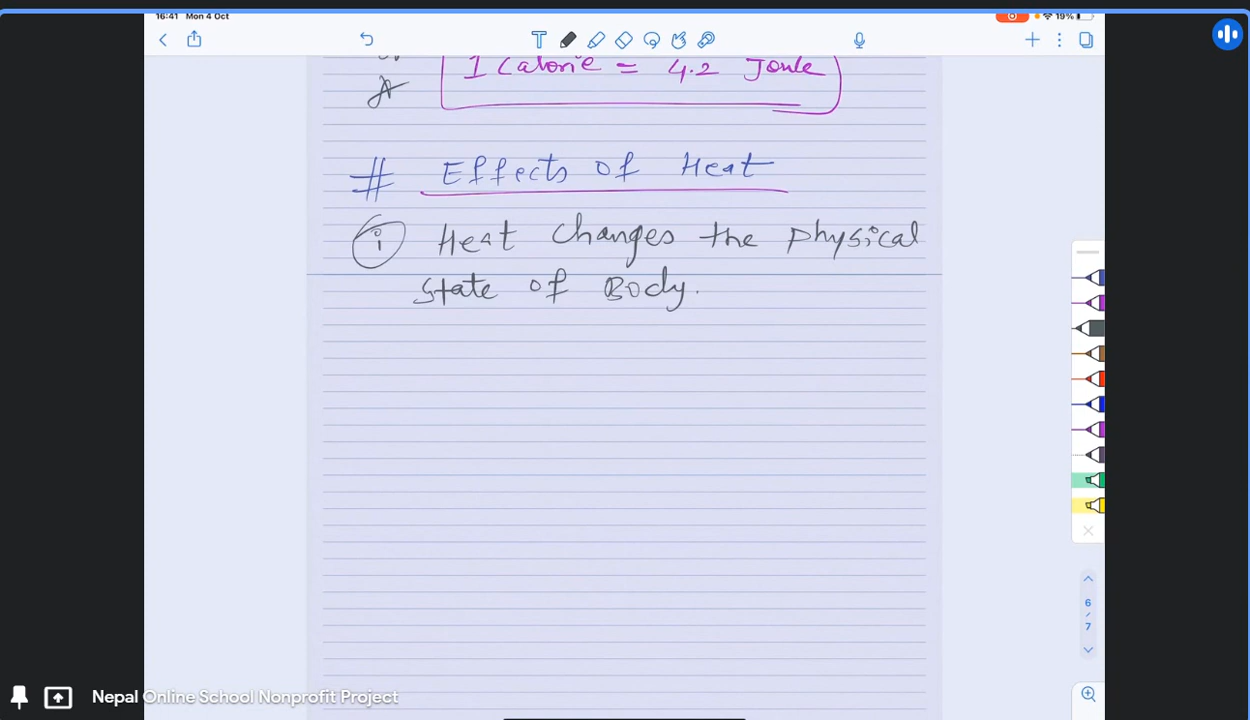 16:41 Mon 4 Oct
19%
1 Calorie = 4.2 Joule
# Effects of Heat
i Heat changes the physical
state of Body.
6
/
7
Nepal Online School Nonprofit Project